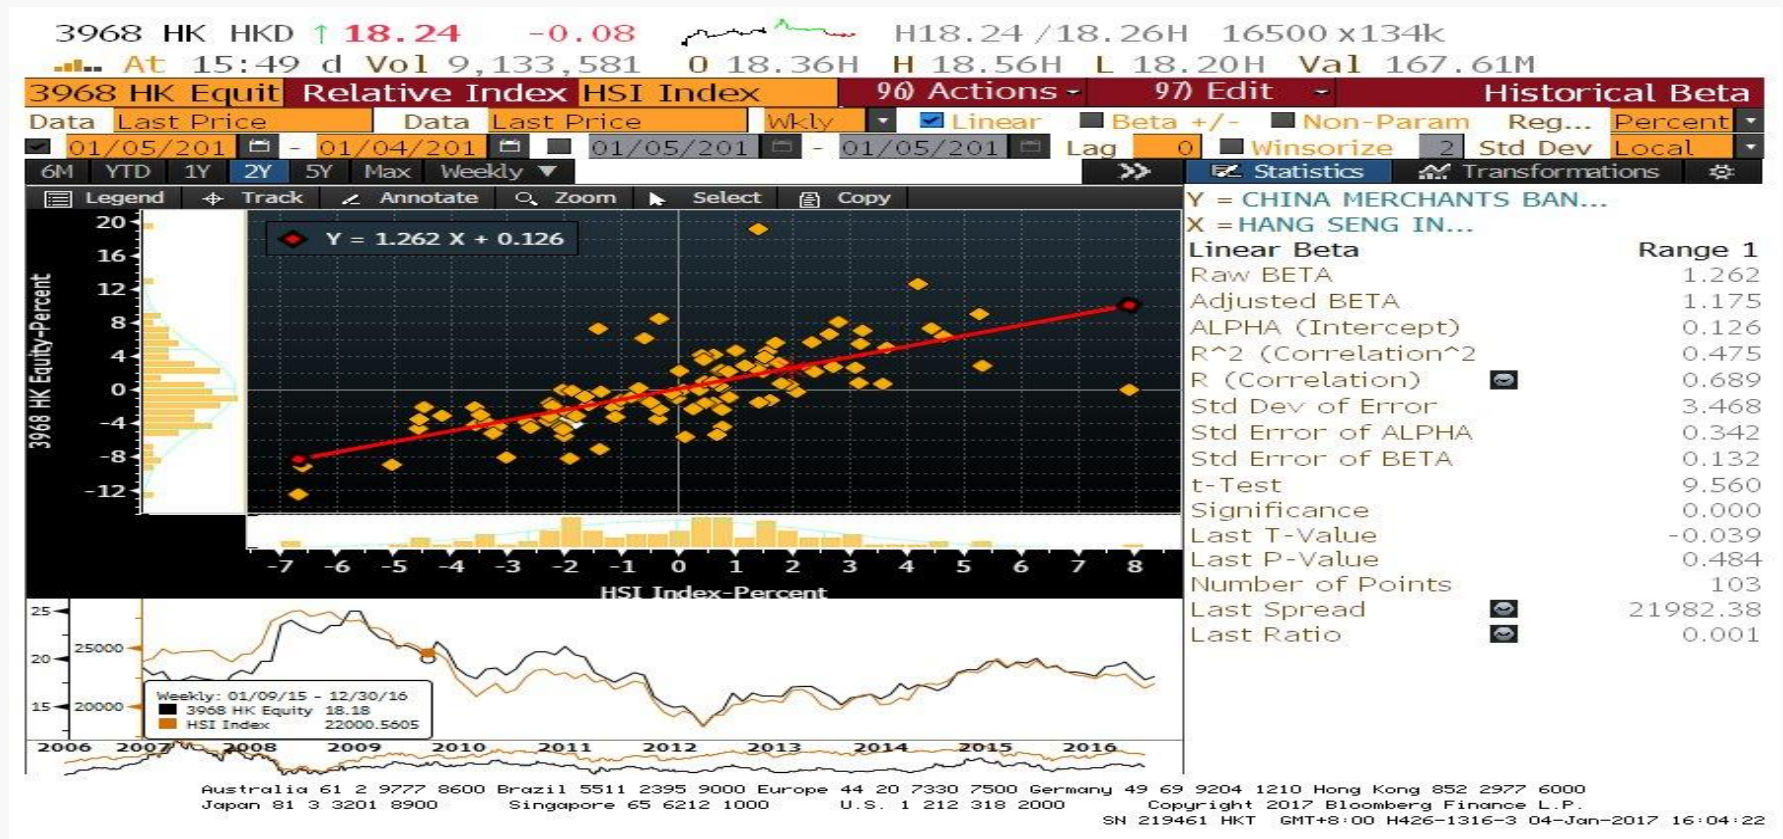 3968 HK HKD ↑ 18.24 -0.08 H18.24 /18.26H 16500 x134k
At 15:49 d Vol 9,133,581 O 18.36H H 18.56H L 18.20H Val 167.61M
3968 HK Equit Relative Index HSI Index 96) Actions 97) Edit Historical Beta
Data Last Price Data Last Price Wkly Linear Beta +/- Non-Param Reg... Percent
01/05/201 - 01/04/201 01/05/201 - 01/05/201 Lag 0 Winsorize 2 Std Dev Local
6M YTD 1Y 2Y 5Y Max Weekly ▼ >> Statistics Transformations
Legend Track Annotate Zoom Select Copy
Y = CHINA MERCHANTS BAN...
X =HANG SENG IN...
Linear Beta Range 1
Raw BETA 1.262
Adjusted BETA 1.175
ALPHA (Intercept) 0.126
R^2 (Correlation^2 0.475
R (Correlation) 0.689
Std Dev of Error 3.468
Std Error of ALPHA 0.342
Std Error of BETA 0.132
t-Test 9.560
Significance 0.000
Last T-Value -0.039
Last P-Value 0.484
Number of Points 103
Last Spread 21982.38
Last Ratio 0.001
Y = 1.262 X + 0.126
3968 HK Equity-Percent
20
16
12
8
4
0
-4
-8
-12
-7 -6 -5 -4 -3 -2 -1 0 1 2 3 4 5 6 7 8
HSI Index-Percent
25
20
15
25000
20000
Weekly: 01/09/15 - 12/30/16
3968 HK Equity 18.18
HSI Index 22000.5605
2006 2007 2008 2009 2010 2011 2012 2013 2014 2015 2016
Australia 61 2 9777 8600 Brazil 5511 2395 9000 Europe 44 20 7330 7500 Germany 49 69 9204 1210 Hong Kong 852 2977 6000
Japan 81 3 3201 8900 Singapore 65 6212 1000 U.S. 1 212 318 2000 Copyright 2017 Bloomberg Finance L.P.
SN 219461 HKT GMT+8:00 H426-1316-3 04-Jan-2017 16:04:22